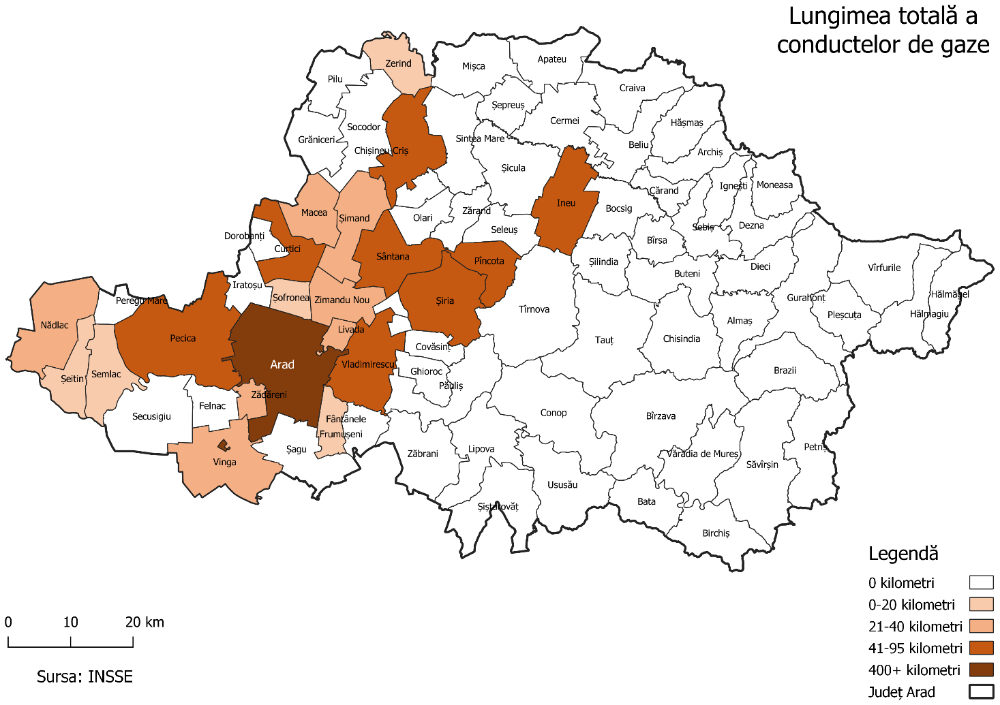 Lungimea totală a
conductelor de gaze
Zerind
Mișca
Apateu
Pilu
Craiva
Șepreuș
Cermei
Hășmaș
Socodor
Grăniceri
Sintea Mare
Chișineu-Criș
Beliu
Archiș
Șicula
Ignești
Moneasa
Cărand
Ineu
Bocsig
Macea
Șimand
Olari
Zărand
Seleuș
Sebiș
Dezna
Dorobanți
Bîrsa
Curtici
Sântana
Pîncota
Șilindia
Dieci
Vîrfurile
Buteni
Iratoșu
Peregu Mare
Șofronea
Zimandu Nou
Șiria
Tîrnova
Gurahonț
Hălmăgel
Hălmagiu
Pleșcuța
Nădlac
Almaș
Livada
Pecica
Tauț
Chisindia
Covăsinț
Arad
Vladimirescu
Șeitin
Semlac
Ghioroc
Brazii
Păuliș
Zădăreni
Felnac
Secusigiu
Conop
Bîrzava
Fântânele
Frumușeni
Șagu
Zăbrani
Lipova
Vărădia de Mureș
Petriș
Vinga
Săvîrșin
Ususău
Bata
Șiștarovăț
Birchiș
Legendă
0 kilometri
0-20 kilometri
21-40 kilometri
41-95 kilometri
400+ kilometri
Județ Arad
0 10 20 km
Sursa: INSSE